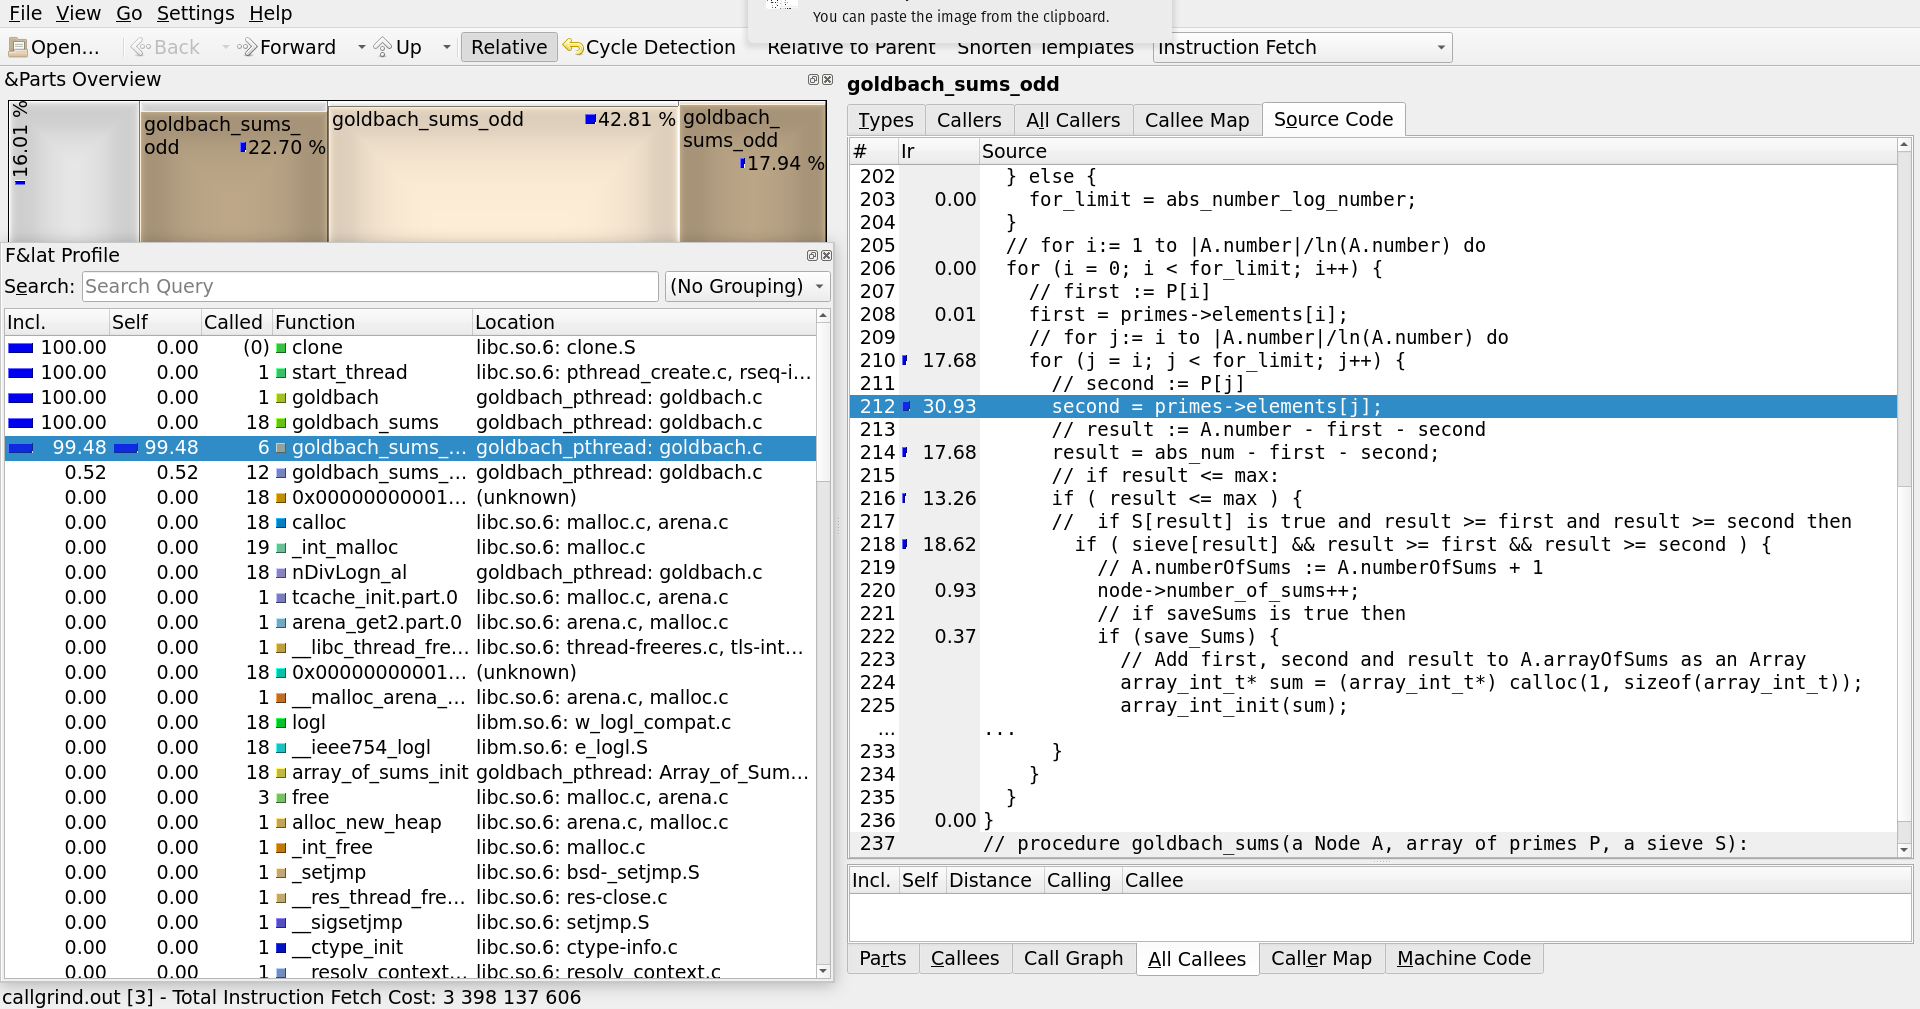 File View Go Settings Help
You can paste the image from the clipboard.
Open... Back Forward Up Relative Cycle Detection Relative to Parent Shorten Templates Instruction Fetch
&Parts Overview
16.01 %
goldbach_sums_
odd 22.70 %
goldbach_sums_odd 42.81 %
goldbach_
sums_odd
17.94 %
F&lat Profile
Search: Search Query (No Grouping)
Incl. Self Called Function Location
100.00 0.00 (0) clone libc.so.6: clone.S
100.00 0.00 1 start_thread libc.so.6: pthread_create.c, rseq-i...
100.00 0.00 1 goldbach goldbach_pthread: goldbach.c
100.00 0.00 18 goldbach_sums goldbach_pthread: goldbach.c
99.48 99.48 6 goldbach_sums_... goldbach_pthread: goldbach.c
0.52 0.52 12 goldbach_sums_... goldbach_pthread: goldbach.c
0.00 0.00 18 0x00000000001... (unknown)
0.00 0.00 18 calloc libc.so.6: malloc.c, arena.c
0.00 0.00 19 _int_malloc libc.so.6: malloc.c
0.00 0.00 18 nDivLogn_al goldbach_pthread: goldbach.c
0.00 0.00 1 tcache_init.part.0 libc.so.6: malloc.c, arena.c
0.00 0.00 1 arena_get2.part.0 libc.so.6: arena.c, malloc.c
0.00 0.00 1 __libc_thread_fre... libc.so.6: thread-freeres.c, tls-int...
0.00 0.00 18 0x00000000001... (unknown)
0.00 0.00 1 __malloc_arena_... libc.so.6: arena.c, malloc.c
0.00 0.00 18 logl libm.so.6: w_logl_compat.c
0.00 0.00 18 __ieee754_logl libm.so.6: e_logl.S
0.00 0.00 18 array_of_sums_init goldbach_pthread: Array_of_Sum...
0.00 0.00 3 free libc.so.6: malloc.c, arena.c
0.00 0.00 1 alloc_new_heap libc.so.6: arena.c, malloc.c
0.00 0.00 1 _int_free libc.so.6: malloc.c
0.00 0.00 1 _setjmp libc.so.6: bsd-_setjmp.S
0.00 0.00 1 __res_thread_fre... libc.so.6: res-close.c
0.00 0.00 1 __sigsetjmp libc.so.6: setjmp.S
0.00 0.00 1 __ctype_init libc.so.6: ctype-info.c
0.00 0.00 1 __resolv_context... libc.so.6: resolv_context.c
callgrind.out [3] - Total Instruction Fetch Cost: 3 398 137 606
goldbach_sums_odd
Types Callers All Callers Callee Map Source Code
# Ir Source
202 } else {
203 0.00 for_limit = abs_number_log_number;
204 }
205 // for i:= 1 to |A.number|/ln(A.number) do
206 0.00 for (i = 0; i < for_limit; i++) {
207 // first := P[i]
208 0.01 first = primes->elements[i];
209 // for j:= i to |A.number|/ln(A.number) do
210 17.68 for (j = i; j < for_limit; j++) {
211 // second := P[j]
212 30.93 second = primes->elements[j];
213 // result := A.number - first - second
214 17.68 result = abs_num - first - second;
215 // if result <= max:
216 13.26 if ( result <= max ) {
217 // if S[result] is true and result >= first and result >= second then
218 18.62 if ( sieve[result] && result >= first && result >= second ) {
219 // A.numberOfSums := A.numberOfSums + 1
220 0.93 node->number_of_sums++;
221 // if saveSums is true then
222 0.37 if (save_Sums) {
223 // Add first, second and result to A.arrayOfSums as an Array
224 array_int_t* sum = (array_int_t*) calloc(1, sizeof(array_int_t));
225 array_int_init(sum);
... ...
233 }
234 }
235 }
236 0.00 }
237 // procedure goldbach_sums(a Node A, array of primes P, a sieve S):
Incl. Self Distance Calling Callee
Parts Callees Call Graph All Callees Caller Map Machine Code